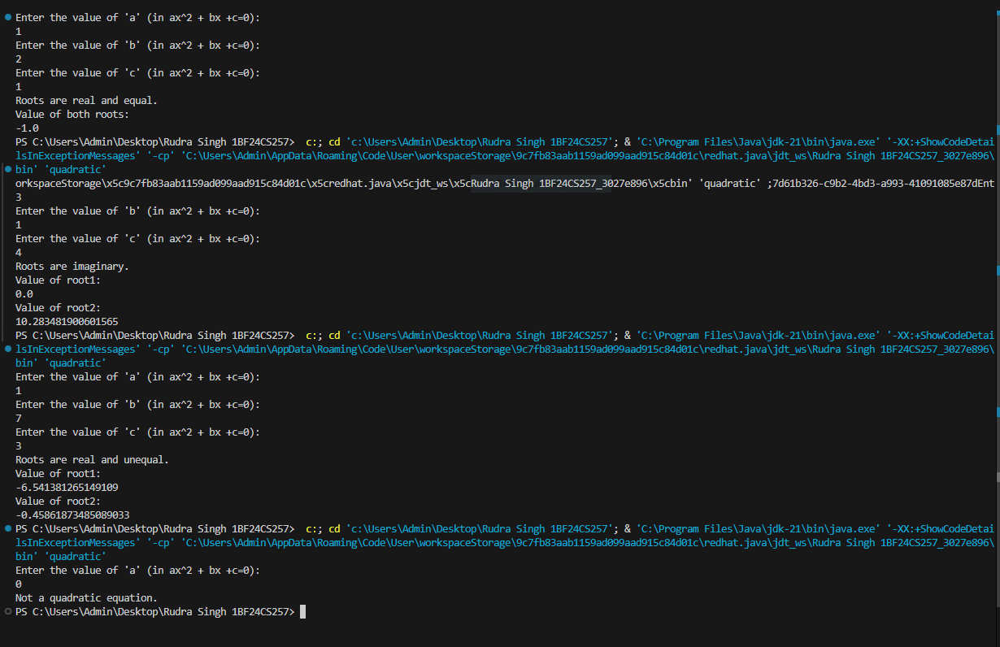 Enter the value of 'a' (in ax^2 + bx +c=0):
1
Enter the value of 'b' (in ax^2 + bx +c=0):
2
Enter the value of 'c' (in ax^2 + bx +c=0):
1
Roots are real and equal.
Value of both roots:
-1.0
PS C:\Users\Admin\Desktop\Rudra Singh 1BF24CS257>  c:; cd 'c:\Users\Admin\Desktop\Rudra Singh 1BF24CS257'; & 'C:\Program Files\Java\jdk-21\bin\java.exe' '-XX:+ShowCodeDetai
lsInExceptionMessages' '-cp' 'C:\Users\Admin\AppData\Roaming\Code\User\workspaceStorage\9c7fb83aab1159ad099aad915c84d01c\redhat.java\jdt_ws\Rudra Singh 1BF24CS257_3027e896\
bin' 'quadratic'
orkspaceStorage\x5c9c7fb83aab1159ad099aad915c84d01c\x5credhat.java\x5cjdt_ws\x5cRudra Singh 1BF24CS257_3027e896\x5cbin' 'quadratic' ;7d61b326-c9b2-4bd3-a993-41091085e87dEnt
3
Enter the value of 'b' (in ax^2 + bx +c=0):
1
Enter the value of 'c' (in ax^2 + bx +c=0):
4
Roots are imaginary.
Value of root1:
0.0
Value of root2:
10.283481900601565
PS C:\Users\Admin\Desktop\Rudra Singh 1BF24CS257>  c:; cd 'c:\Users\Admin\Desktop\Rudra Singh 1BF24CS257'; & 'C:\Program Files\Java\jdk-21\bin\java.exe' '-XX:+ShowCodeDetai
lsInExceptionMessages' '-cp' 'C:\Users\Admin\AppData\Roaming\Code\User\workspaceStorage\9c7fb83aab1159ad099aad915c84d01c\redhat.java\jdt_ws\Rudra Singh 1BF24CS257_3027e896\
bin' 'quadratic'
Enter the value of 'a' (in ax^2 + bx +c=0):
1
Enter the value of 'b' (in ax^2 + bx +c=0):
7
Enter the value of 'c' (in ax^2 + bx +c=0):
3
Roots are real and unequal.
Value of root1:
-6.541381265149109
Value of root2:
-0.45861873485089033
PS C:\Users\Admin\Desktop\Rudra Singh 1BF24CS257>  c:; cd 'c:\Users\Admin\Desktop\Rudra Singh 1BF24CS257'; & 'C:\Program Files\Java\jdk-21\bin\java.exe' '-XX:+ShowCodeDetai
lsInExceptionMessages' '-cp' 'C:\Users\Admin\AppData\Roaming\Code\User\workspaceStorage\9c7fb83aab1159ad099aad915c84d01c\redhat.java\jdt_ws\Rudra Singh 1BF24CS257_3027e896\
bin' 'quadratic'
Enter the value of 'a' (in ax^2 + bx +c=0):
0
Not a quadratic equation.
PS C:\Users\Admin\Desktop\Rudra Singh 1BF24CS257>